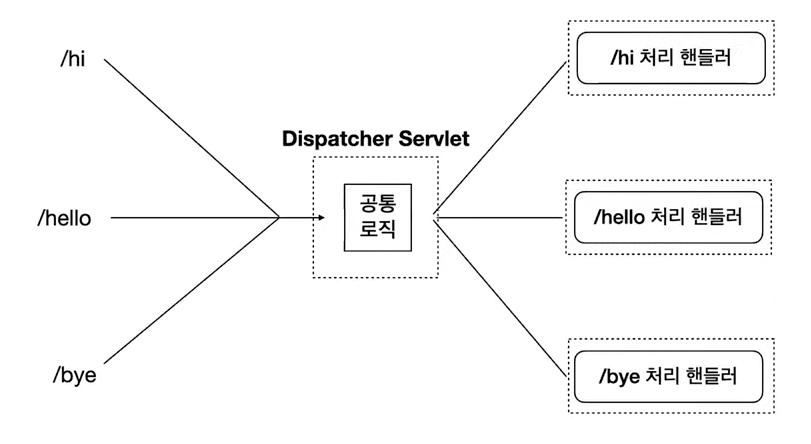 /hi
/hi 처리 핸들러
Dispatcher Servlet
공통
로직
/hello
/hello 처리 핸들러
/bye
/bye 처리 핸들러